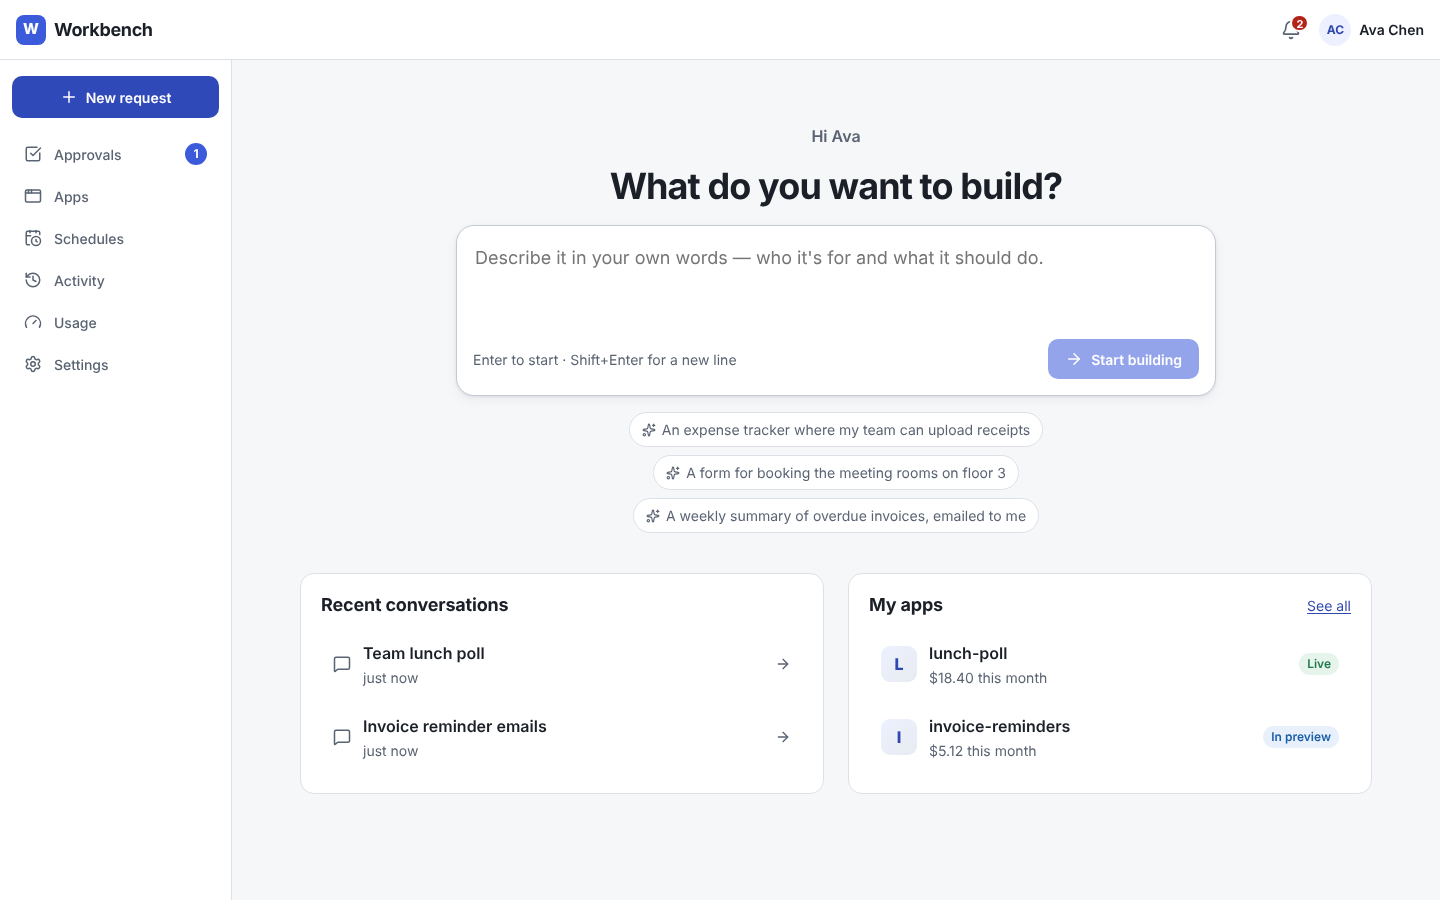 W Workbench
2
AC Ava Chen
New request
Approvals 1
Apps
Schedules
Activity
Usage
Settings
Hi Ava
What do you want to build?
Describe it in your own words — who it's for and what it should do.
Enter to start · Shift+Enter for a new line
Start building
An expense tracker where my team can upload receipts
A form for booking the meeting rooms on floor 3
A weekly summary of overdue invoices, emailed to me
Recent conversations
Team lunch poll
just now
Invoice reminder emails
just now
My apps
See all
L
lunch-poll
$18.40 this month
Live
I
invoice-reminders
$5.12 this month
In preview